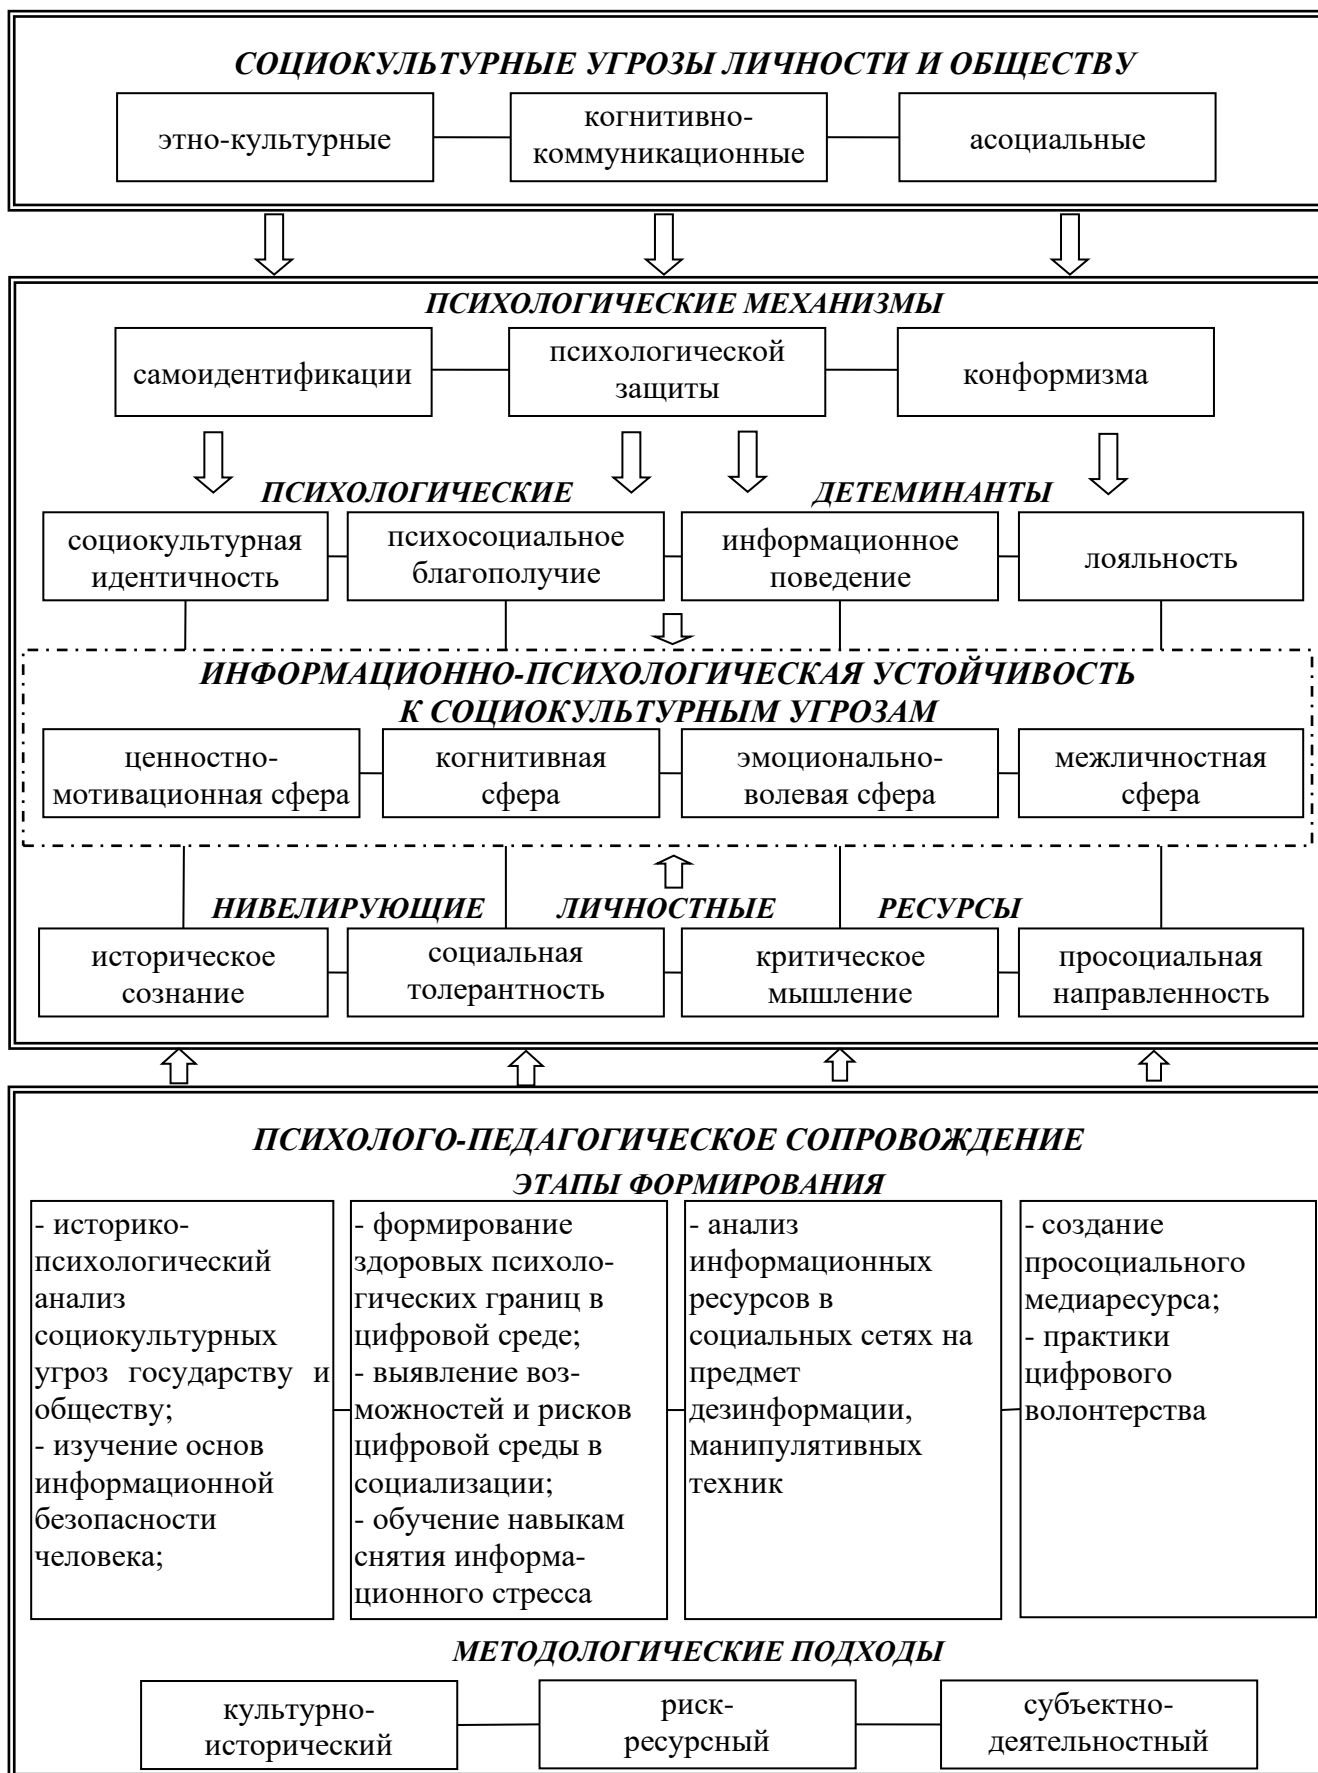 СОЦИОКУЛЬТУРНЫЕ УГРОЗЫ ЛИЧНОСТИ И ОБЩЕСТВУ
этно-культурные
когнитивно-
коммуникационные
асоциальные
ПСИХОЛОГИЧЕСКИЕ МЕХАНИЗМЫ
самоидентификации
психологической
защиты
конформизма
ПСИХОЛОГИЧЕСКИЕ ДЕТЕМИНАНТЫ
социокультурная
идентичность
психосоциальное
благополучие
информационное
поведение
лояльность
ИНФОРМАЦИОННО-ПСИХОЛОГИЧЕСКАЯ УСТОЙЧИВОСТЬ
К СОЦИОКУЛЬТУРНЫМ УГРОЗАМ
ценностно-
мотивационная сфера
когнитивная
сфера
эмоционально-
волевая сфера
межличностная
сфера
НИВЕЛИРУЮЩИЕ ЛИЧНОСТНЫЕ РЕСУРСЫ
историческое
сознание
социальная
толерантность
критическое
мышление
просоциальная
направленность
ПСИХОЛОГО-ПЕДАГОГИЧЕСКОЕ СОПРОВОЖДЕНИЕ
ЭТАПЫ ФОРМИРОВАНИЯ
- историко-
психологический
анализ
социокультурных
угроз государству и
обществу;
- изучение основ
информационной
безопасности
человека;
- формирование
здоровых психоло-
гических границ в
цифровой среде;
- выявление воз-
можностей и рисков
цифровой среды в
социализации;
- обучение навыкам
снятия информа-
ционного стресса
- анализ
информационных
ресурсов в
социальных сетях на
предмет
дезинформации,
манипулятивных
техник
- создание
просоциального
медиаресурса;
- практики
цифрового
волонтерства
МЕТОДОЛОГИЧЕСКИЕ ПОДХОДЫ
культурно-
исторический
риск-
ресурсный
субъектно-
деятельностный